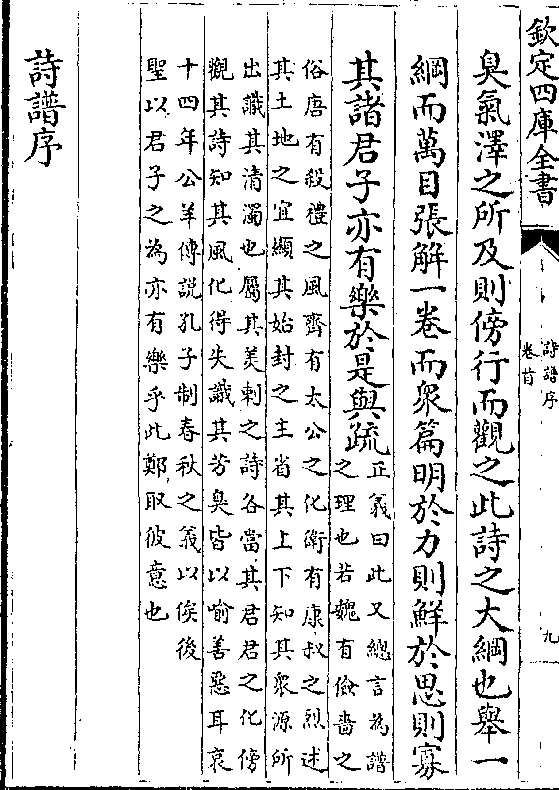 欽定四庫全書
詩譜序
卷首
九
臭氣澤之所及則傍行而觀之此詩之大綱也舉一
綱而萬目張解一卷而衆篇明於力則鮮於思則寡
其諸君子亦有樂於是與疏
正義曰此又總言為譜
之理也若魏有儉嗇之
俗唐有殺禮之風齊有太公之化衛有康叔之烈述
其土地之宜顯其始封之主省其上下知其衆源所
出識其清濁也屬其美刺之詩各當其君君之化傍
觀其詩知其風化得失識其芳臭皆以喻善惡耳哀
十四年公羊傳說孔子制春秋之義以俟後
聖以君子之為亦有樂乎此鄭取彼意也
詩譜序